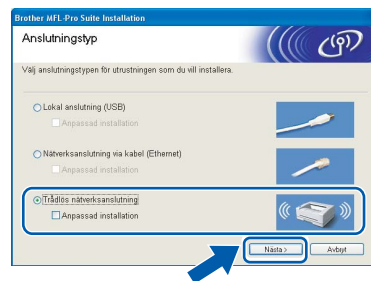 Brother MFL-Pro Suite Installation
Anslutningstyp
Välj anslutningstypen för utrustningen som du vill installera.
Lokal anslutning (USB)
Anpassad installation
Nätverksanslutning via kabel (Ethernet)
Anpassad installation
Trådlös nätverksanslutning
Anpassad installation
Nästa >
Avbryt